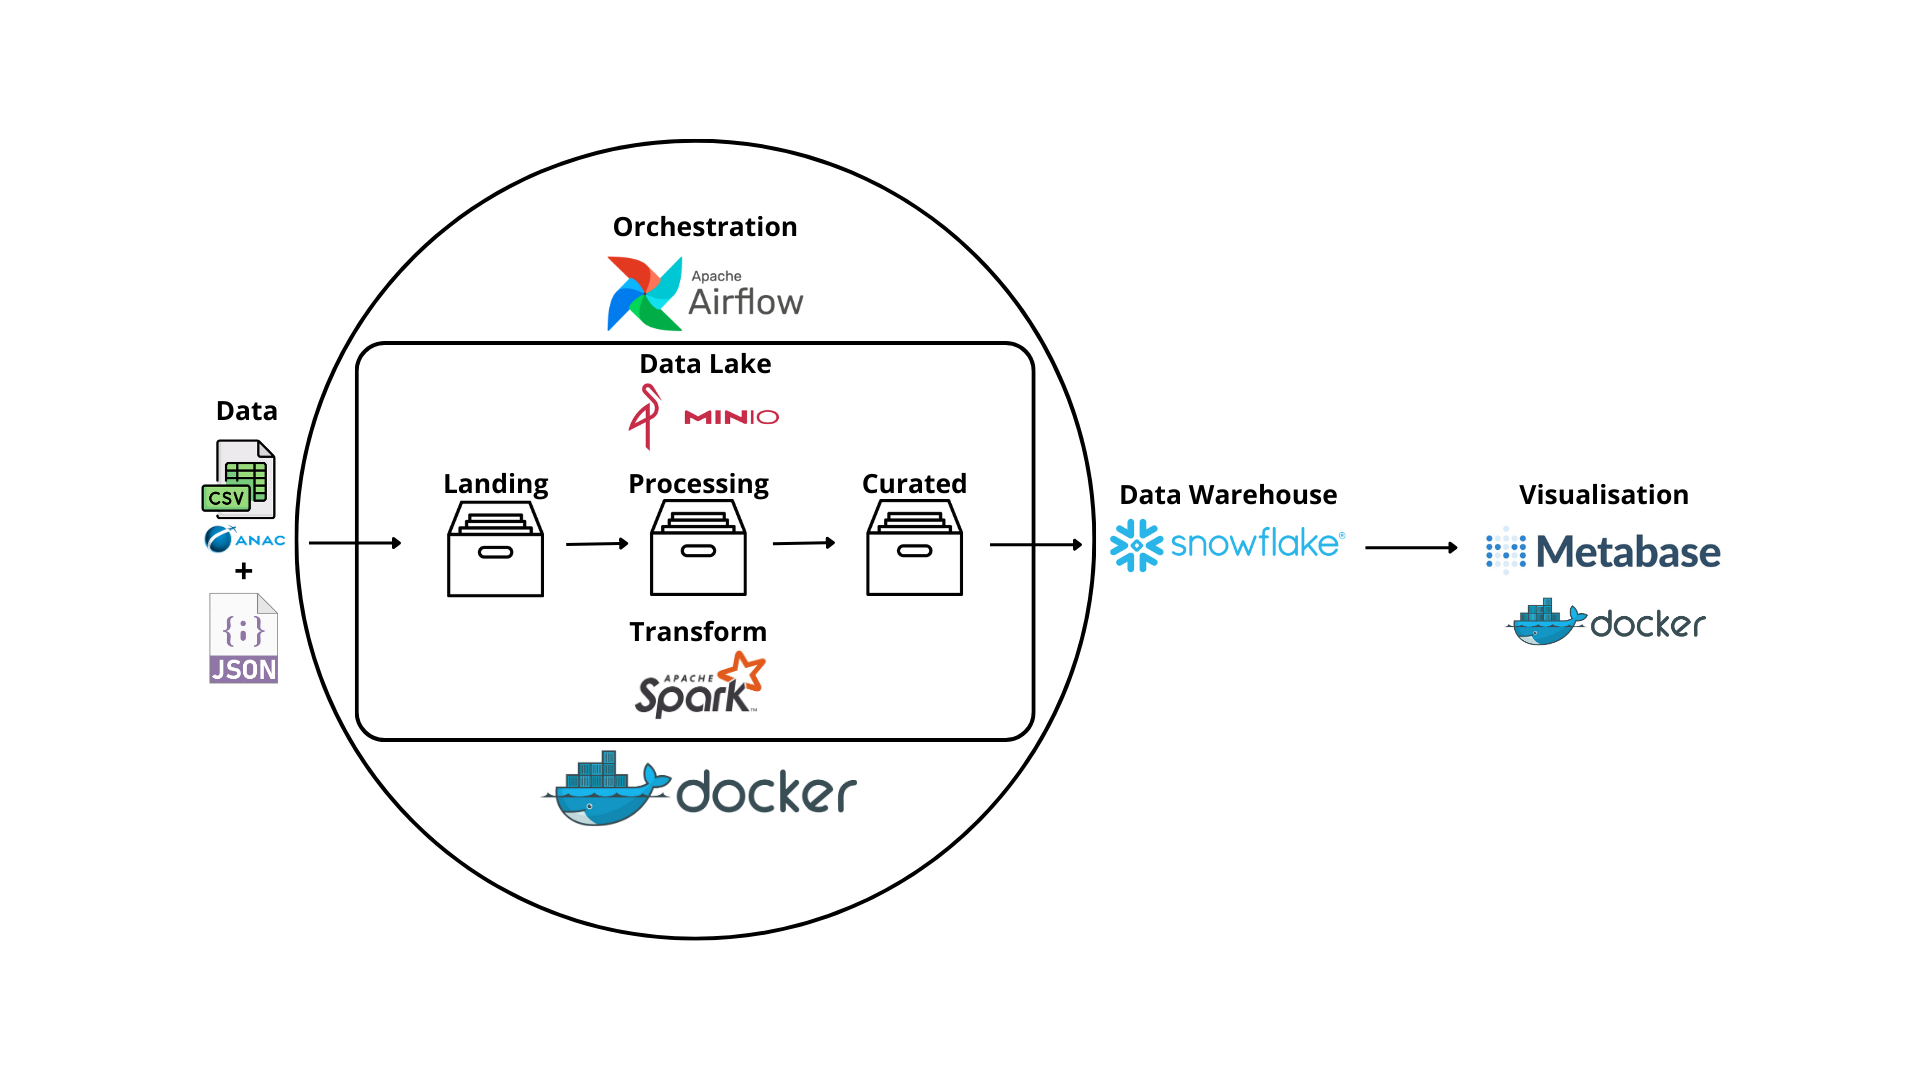 Orchestration
Apache
Airflow
Data Lake
MINIO
Data
CSV
ANAC
+
{;}
JSON
Landing
Processing
Curated
Transform
APACHE
Spark™
docker
Data Warehouse
snowflake®
Visualisation
Metabase
docker